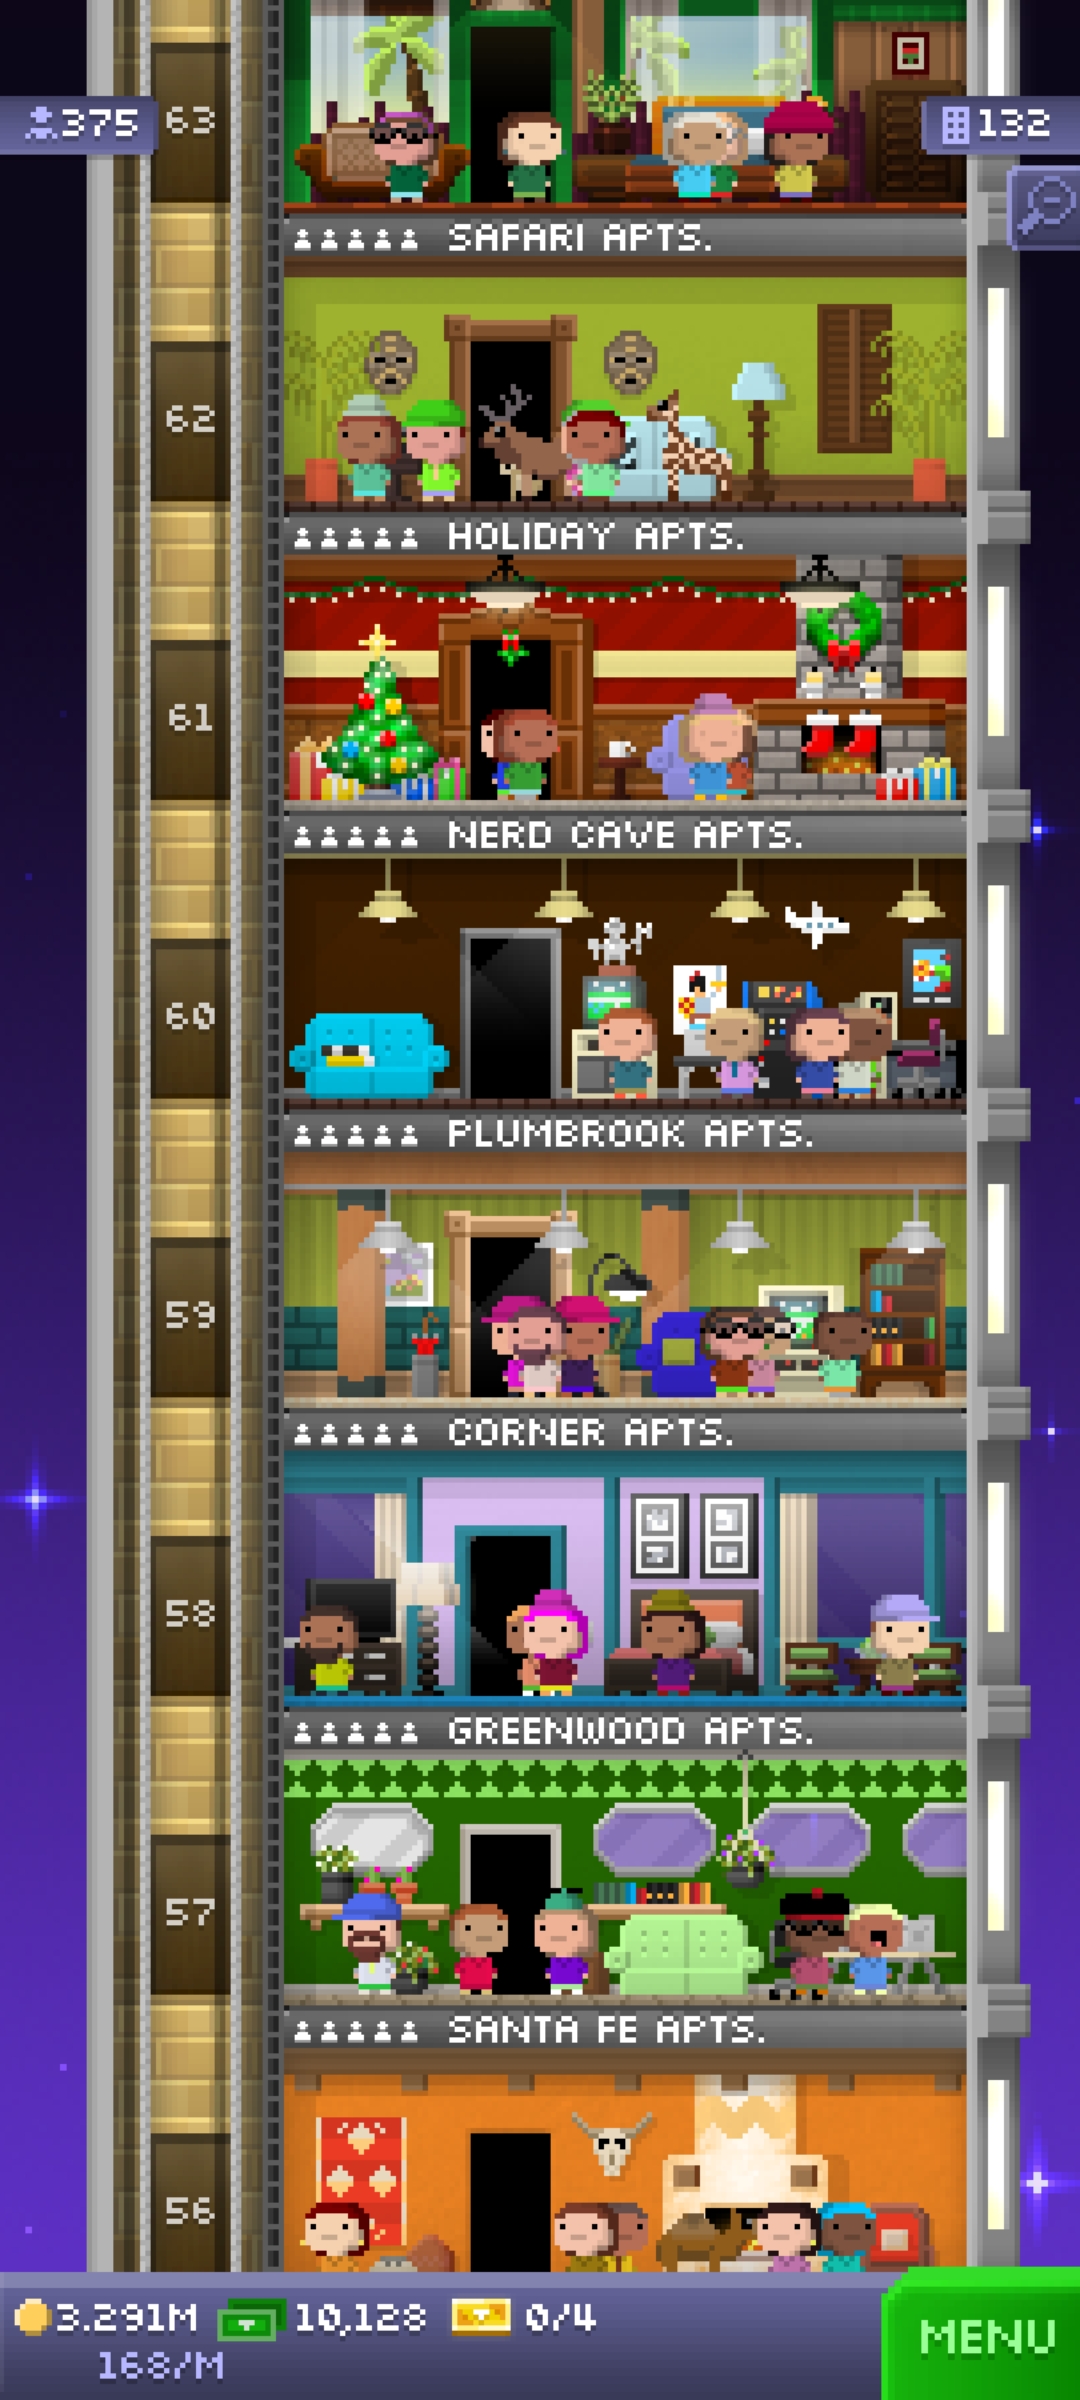 63
375
132
SAFARI APTS.
62
HOLIDAY APTS.
61
NERD CAVE APTS.
60
PLUMBROOK APTS.
59
CORNER APTS.
58
GREENWOOD APTS.
57
SANTA FE APTS.
56
3.291M 10,128 0/4
168/M
MENU